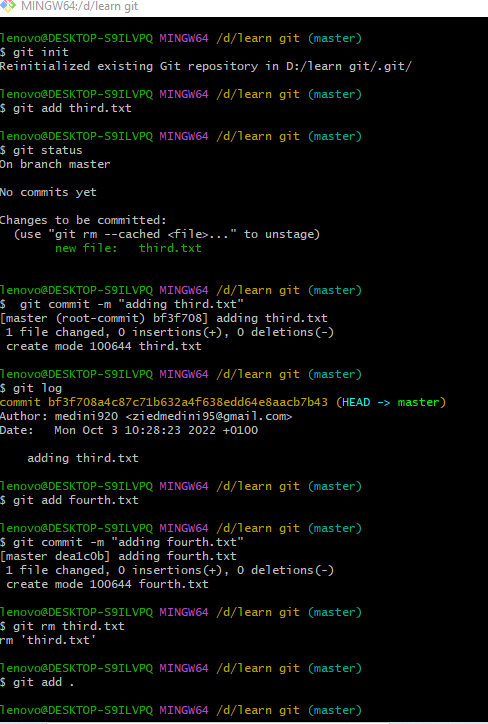 MINGW64:/d/learn git
lenovo@DESKTOP-S9ILVPQ MINGW64 /d/learn git (master)
$ git init
Reinitialized existing Git repository in D:/learn git/.git/
lenovo@DESKTOP-S9ILVPQ MINGW64 /d/learn git (master)
$ git add third.txt
lenovo@DESKTOP-S9ILVPQ MINGW64 /d/learn git (master)
$ git status
On branch master
No commits yet
Changes to be committed:
  (use "git rm --cached <file>..." to unstage)
        new file:   third.txt
lenovo@DESKTOP-S9ILVPQ MINGW64 /d/learn git (master)
$  git commit -m "adding third.txt"
[master (root-commit) bf3f708] adding third.txt
 1 file changed, 0 insertions(+), 0 deletions(-)
 create mode 100644 third.txt
lenovo@DESKTOP-S9ILVPQ MINGW64 /d/learn git (master)
$ git log
commit bf3f708a4c87c71b632a4f638edd64e8aacb7b43 (HEAD -> master)
Author: medini920 <ziedmedini95@gmail.com>
Date:   Mon Oct 3 10:28:23 2022 +0100
    adding third.txt
lenovo@DESKTOP-S9ILVPQ MINGW64 /d/learn git (master)
$ git add fourth.txt
lenovo@DESKTOP-S9ILVPQ MINGW64 /d/learn git (master)
$ git commit -m "adding fourth.txt"
[master dea1c0b] adding fourth.txt
 1 file changed, 0 insertions(+), 0 deletions(-)
 create mode 100644 fourth.txt
lenovo@DESKTOP-S9ILVPQ MINGW64 /d/learn git (master)
$ git rm third.txt
rm 'third.txt'
lenovo@DESKTOP-S9ILVPQ MINGW64 /d/learn git (master)
$ git add .
lenovo@DESKTOP-S9ILVPQ MINGW64 /d/learn git (master)